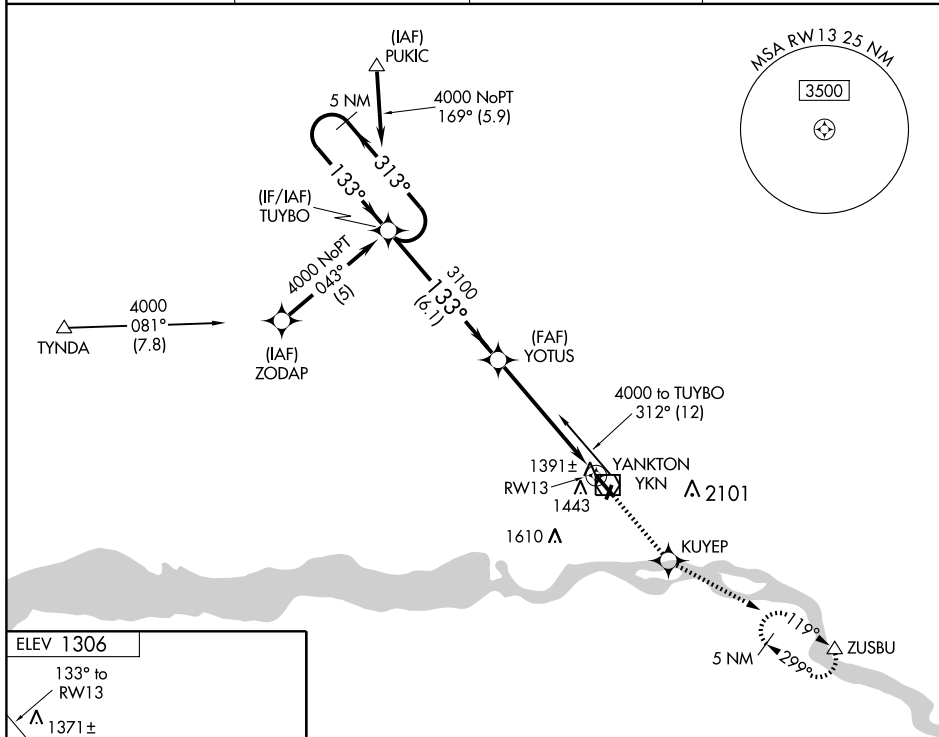 (IAF)
PUKIC
4000 NoPT
169° (5.9)
5 NM
313°
133°
(IF/IAF)
TUYBO
4000 NoPT
043°
(5)
4000
081°
(7.8)
TYNDA
(IAF)
ZODAP
3100
133°
(6.1)
(FAF)
YOTUS
4000 to TUYBO
312° (12)
1391±
RW13
1443
YANKTON
YKN
2101
1610
KUYEP
119°
299°
5 NM
ZUSBU
MSA RW13 25 NM
3500
ELEV 1306
133° to
RW13
1371±